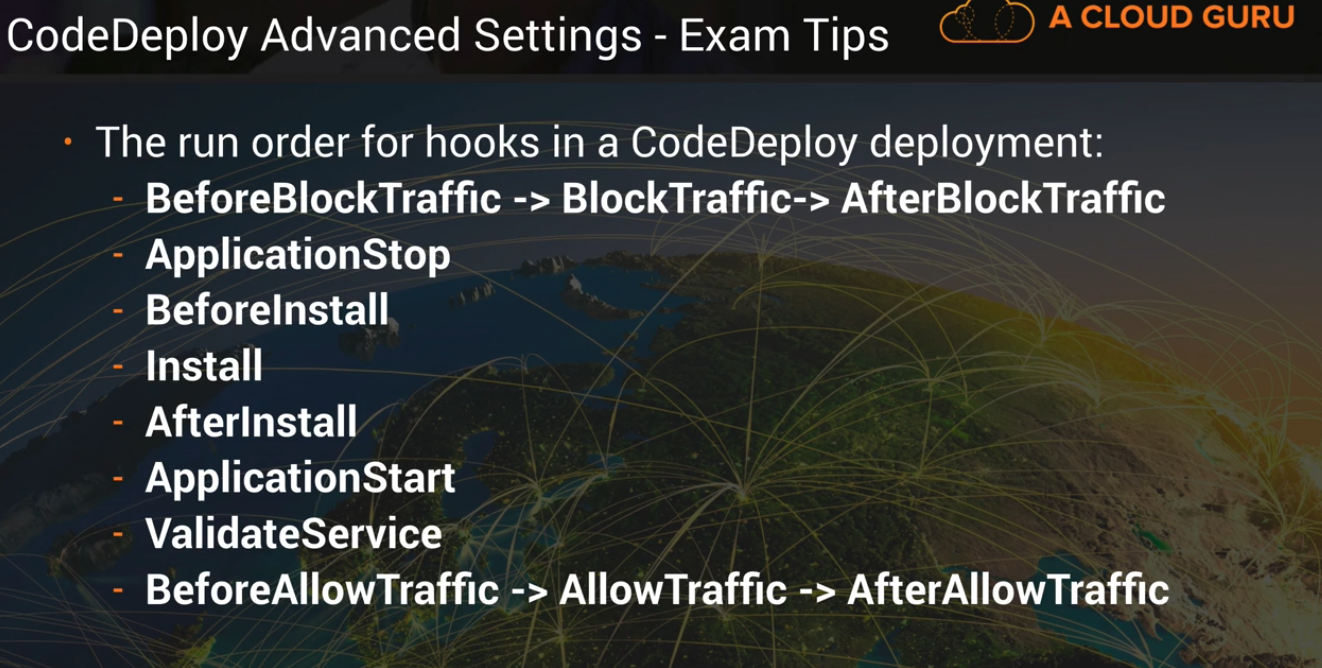 CodeDeploy Advanced Settings - Exam Tips
A CLOUD GURU
• The run order for hooks in a CodeDeploy deployment:
- BeforeBlockTraffic -> BlockTraffic-> AfterBlockTraffic
- ApplicationStop
- BeforeInstall
- Install
- AfterInstall
- ApplicationStart
- ValidateService
- BeforeAllowTraffic -> AllowTraffic -> AfterAllowTraffic